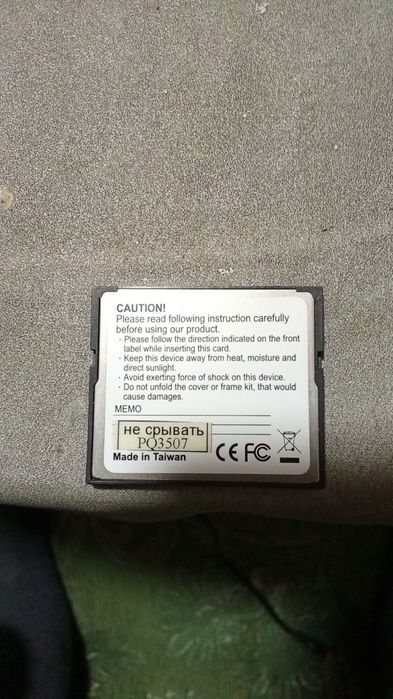 CAUTION!
Please read following instruction carefully
before using our product.
· Please follow the direction indicated on the front
label while inserting this card.
· Keep this device away from heat, moisture and
direct sunlight.
· Avoid exerting force of shock on this device.
· Do not unfold the cover or frame kit, that would
cause damages.
MEMO
не срывать
PQ3507
Made in Taiwan
CE FC